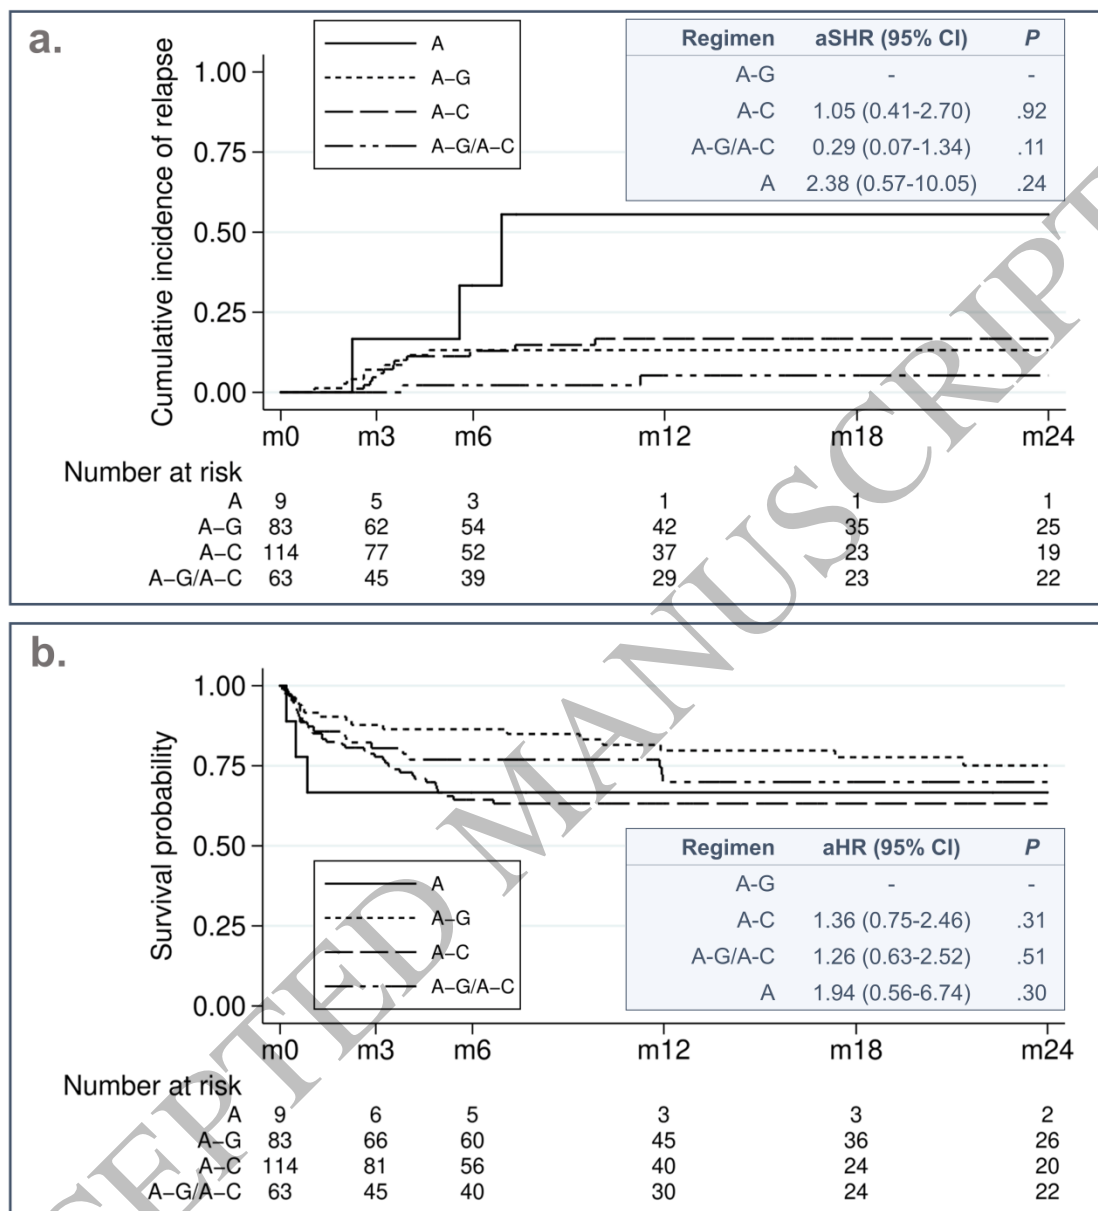 a.
Cumulative incidence of relapse
1.00
0.75
0.50
0.25
0.00
A
A–G
A–C
A–G/A–C
Regimen aSHR (95% CI) P
A-G - -
A-C 1.05 (0.41-2.70) .92
A-G/A-C 0.29 (0.07-1.34) .11
A 2.38 (0.57-10.05) .24
m0 m3 m6 m12 m18 m24
Number at risk
A 9 5 3 1 1 1
A–G 83 62 54 42 35 25
A–C 114 77 52 37 23 19
A–G/A–C 63 45 39 29 23 22
b.
Survival probability
1.00
0.75
0.50
0.25
0.00
A
A–G
A–C
A–G/A–C
Regimen aHR (95% CI) P
A-G - -
A-C 1.36 (0.75-2.46) .31
A-G/A-C 1.26 (0.63-2.52) .51
A 1.94 (0.56-6.74) .30
m0 m3 m6 m12 m18 m24
Number at risk
A 9 6 5 3 3 2
A–G 83 66 60 45 36 26
A–C 114 81 56 40 24 20
A–G/A–C 63 45 40 30 24 22
CEPTED MANUSCRIPT